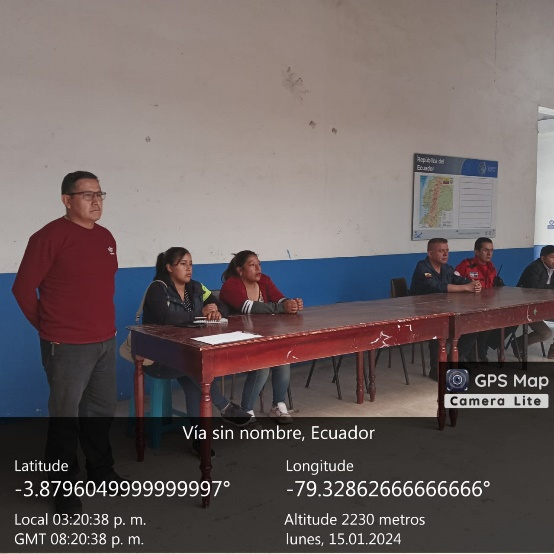 República del
Ecuador
GPS Map
Camera Lite
Vía sin nombre, Ecuador
Latitude
-3.8796049999999997°
Longitude
-79.32862666666666°
Local 03:20:38 p. m.
GMT 08:20:38 p. m.
Altitude 2230 metros
lunes, 15.01.2024